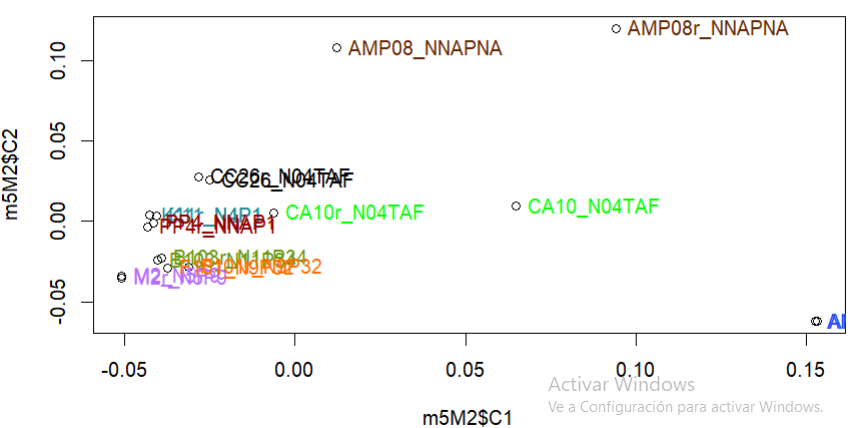 AMP08r_NNAPNA
AMP08_NNAPNA
0.10
0.05
m5M2$C2
CC26r_N04TAF
CC26_N04TAF
0.00
CA10r_N04TAF
CA10_N04TAF
PP4r_NNAP1
-0.05
-0.05
0.00
0.05
0.10
0.15
Activar Windows
Ve a Configuración para activar Windows.
m5M2$C1